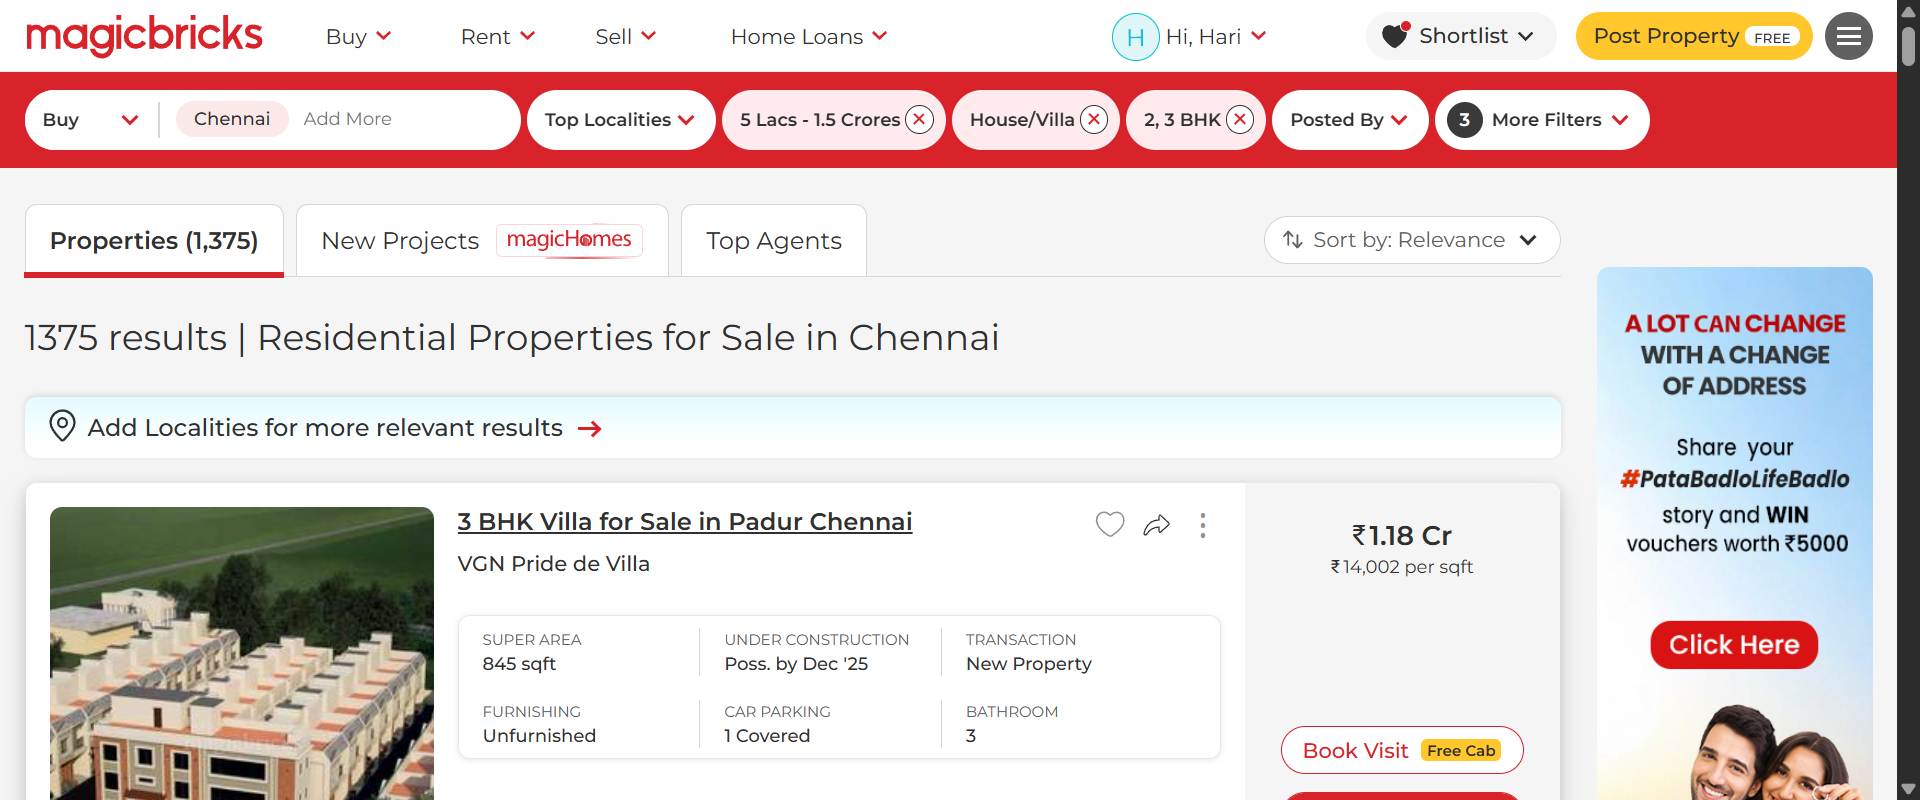 magicbricks
Buy
Rent
Sell
Home Loans
H
Hi, Hari
Shortlist
Post Property FREE
Buy
Chennai
Add More
Top Localities
5 Lacs - 1.5 Crores
House/Villa
2, 3 BHK
Posted By
3
More Filters
Properties (1,375)
New Projects
magicHomes
Top Agents
Sort by: Relevance
1375 results | Residential Properties for Sale in Chennai
Add Localities for more relevant results
3 BHK Villa for Sale in Padur Chennai
VGN Pride de Villa
SUPER AREA
845 sqft
UNDER CONSTRUCTION
Poss. by Dec '25
TRANSACTION
New Property
FURNISHING
Unfurnished
CAR PARKING
1 Covered
BATHROOM
3
₹1.18 Cr
₹14,002 per sqft
Book Visit Free Cab
A LOT CAN CHANGE
WITH A CHANGE
OF ADDRESS
Share your
#PataBadloLifeBadlo
story and WIN
vouchers worth ₹5000
Click Here